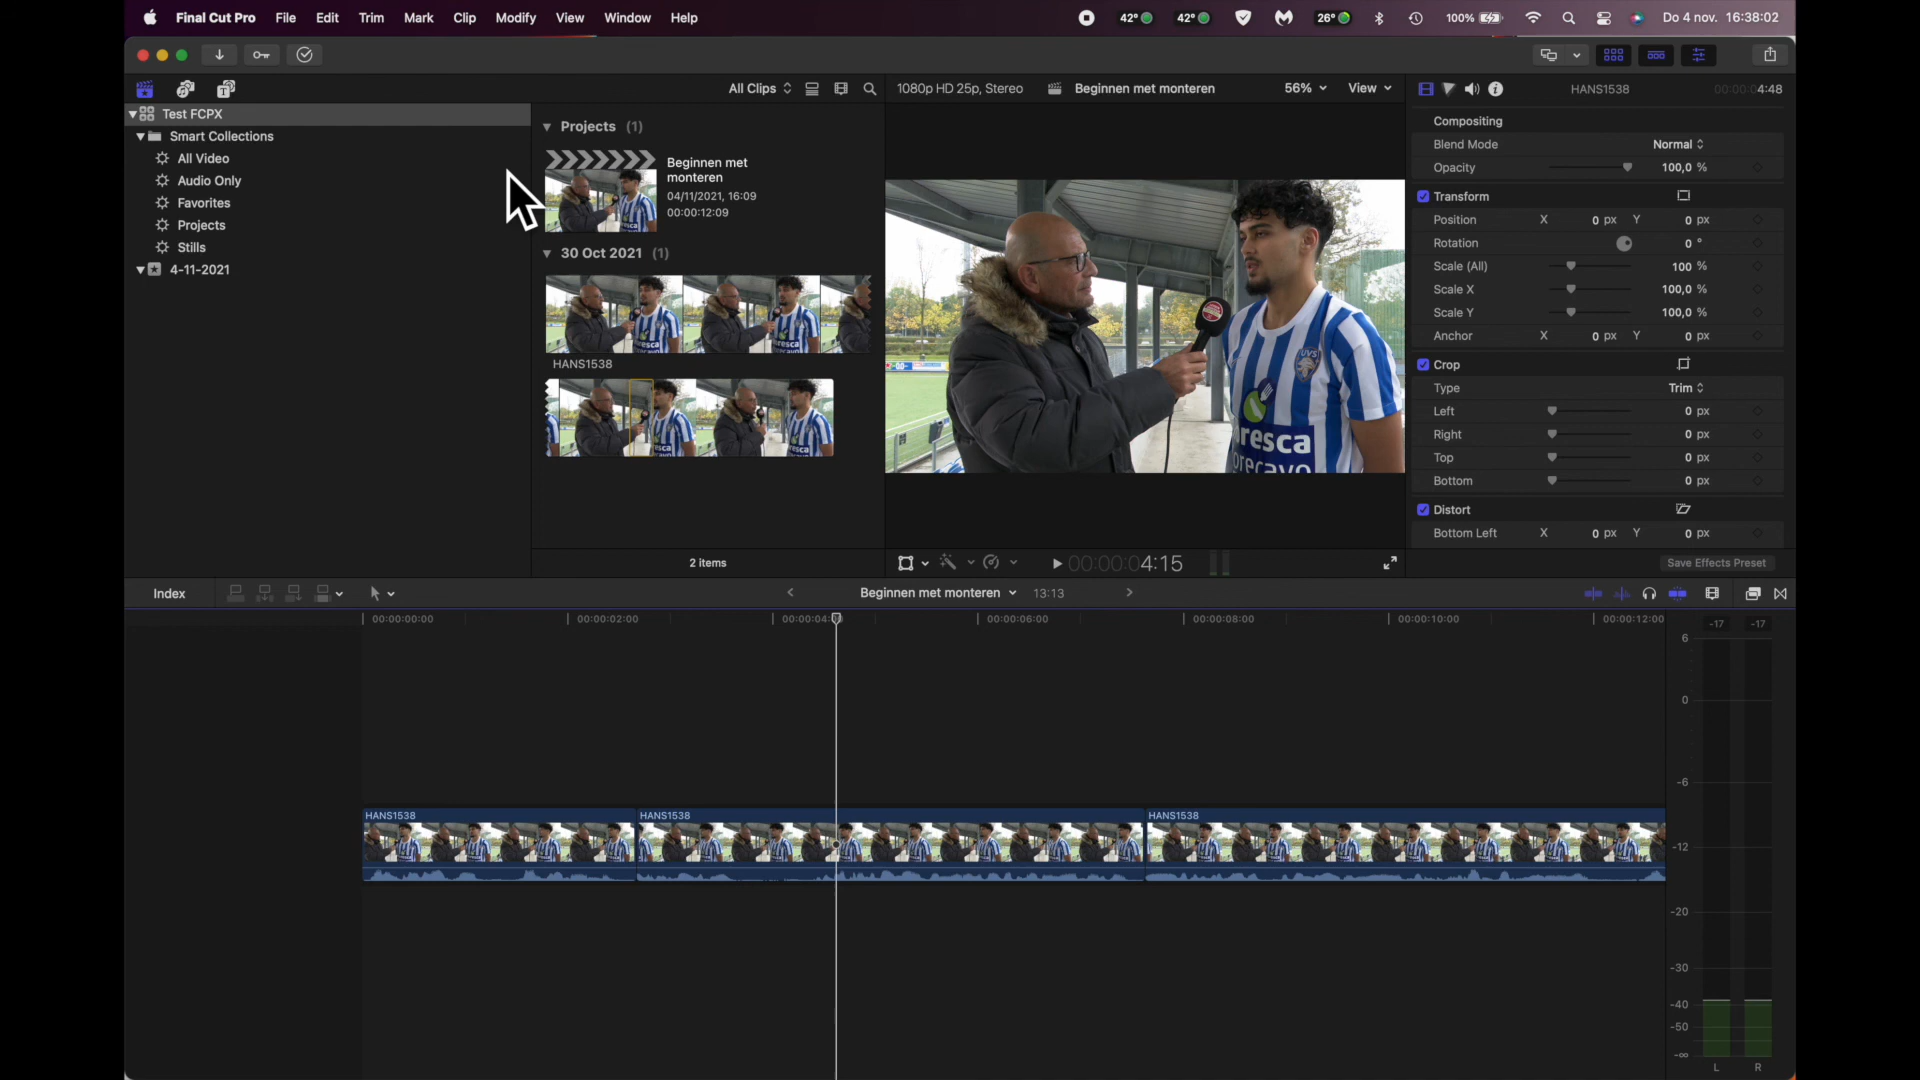 Final Cut Pro File Edit Trim Mark Clip Modify View Window Help 42° 42° 26° 100% Do 4 nov. 16:38:02
All Clips 1080p HD 25p, Stereo Beginnen met monteren 56% View HANS1538 00:00:04:48
Test FCPX
Smart Collections
All Video
Audio Only
Favorites
Projects
Stills
4-11-2021
Projects (1)
Beginnen met
monteren
04/11/2021, 16:09
00:00:12:09
30 Oct 2021 (1)
HANS1538
2 items
UVS
resca
Compositing
Blend Mode Normal
Opacity 100,0 %
Transform
Position X 0 px Y 0 px
Rotation 0 °
Scale (All) 100 %
Scale X 100,0 %
Scale Y 100,0 %
Anchor X 0 px Y 0 px
Crop
Type Trim
Left 0 px
Right 0 px
Top 0 px
Bottom 0 px
Distort
Bottom Left X 0 px Y 0 px
00:00:04:15 Save Effects Preset
Index Beginnen met monteren 13:13
00:00:00:00 00:00:02:00 00:00:04: 00:00:06:00 00:00:08:00 00:00:10:00 00:00:12:00 -17 -17
6
0
-6
HANS1538 HANS1538 HANS1538
-12
-20
-30
-40
-50
-∞
L R